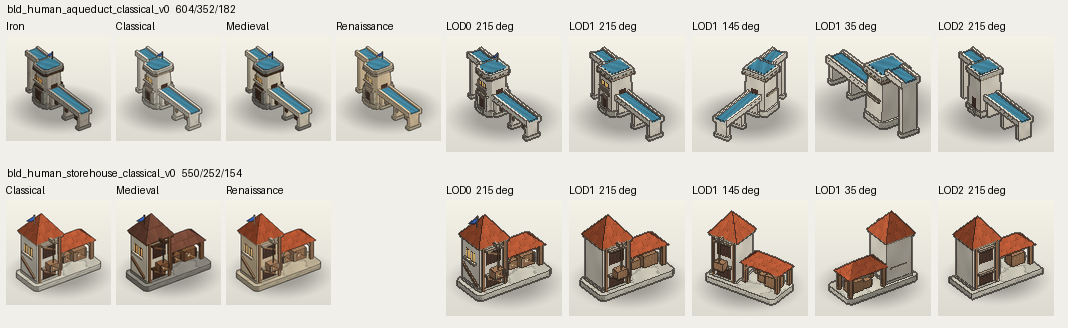 bld_human_aqueduct_classical_v0 604/352/182
Iron Classical Medieval Renaissance LOD0 215 deg LOD1 215 deg LOD1 145 deg LOD1 35 deg LOD2 215 deg
bld_human_storehouse_classical_v0 550/252/154
Classical Medieval Renaissance LOD0 215 deg LOD1 215 deg LOD1 145 deg LOD1 35 deg LOD2 215 deg